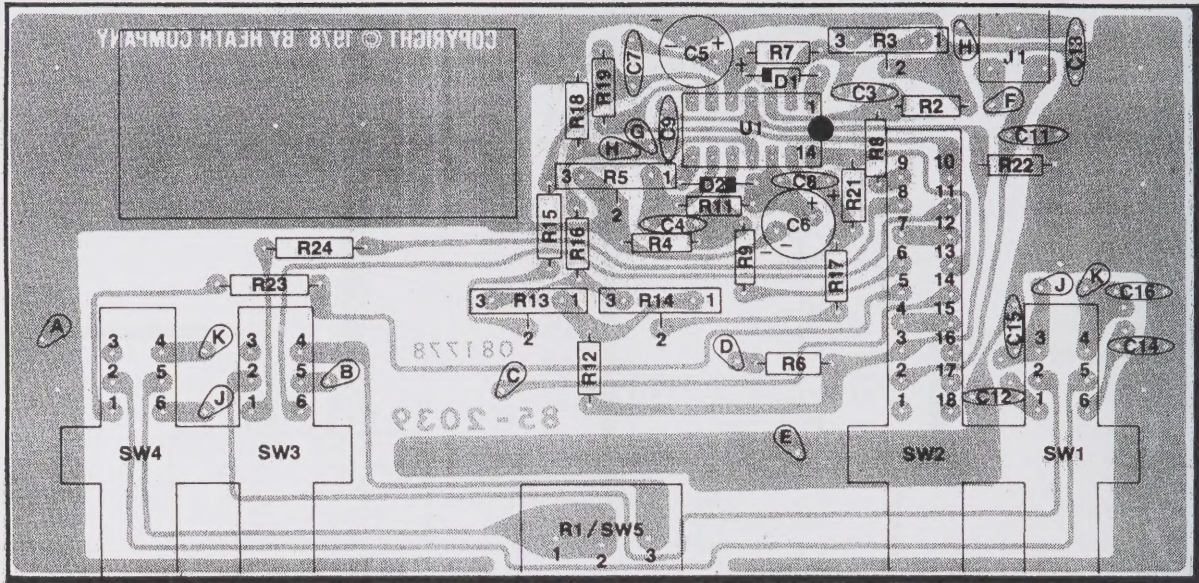 COPYRIGHT © 1978 BY HEATH COMPANY
C5
R7
3 R3 1
2
H
J1
C13
C7
R19
R18
D1
C3
R2
F
C11
U1
1
14
G
H
C9
R8
R22
3 R5 1
2
D2
C8
R11
C4
R4
C6
R21
R15
R16
R9
R17
R24
R23
9 10
8 11
7 12
6 13
5 14
4 15
3 16
2 17
1 18
3 R13 1
2
3 R14 1
2
J
K
C16
C15
C14
C12
A
3 4
2 5
1 6
K
J
3 4
2 5
1 6
B
081778
C
R12
D
R6
3 4
2 5
1 6
85-2039
E
SW4
SW3
SW2
SW1
R1/SW5
1 2 3